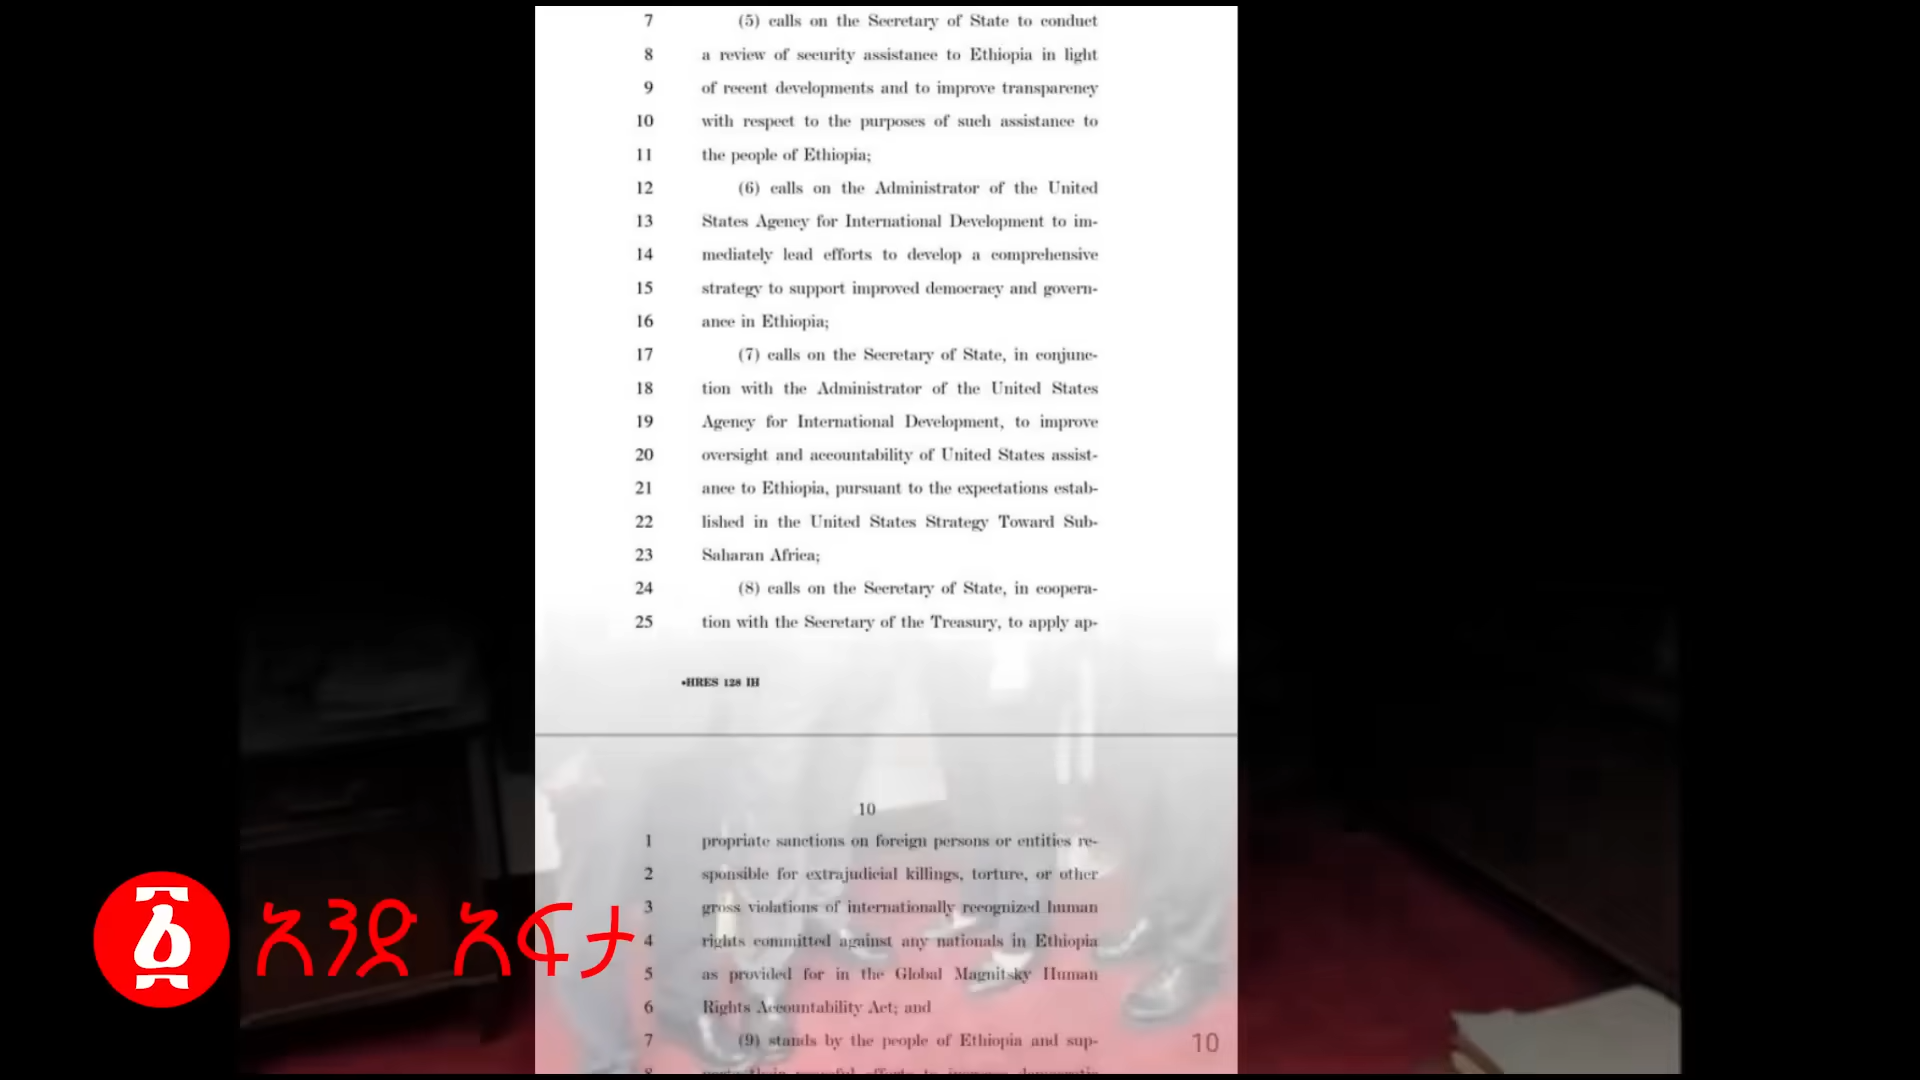 7 (5) calls on the Secretary of State to conduct
8 a review of security assistance to Ethiopia in light
9 of recent developments and to improve transparency
10 with respect to the purposes of such assistance to
11 the people of Ethiopia;
12 (6) calls on the Administrator of the United
13 States Agency for International Development to im-
14 mediately lead efforts to develop a comprehensive
15 strategy to support improved democracy and govern-
16 ance in Ethiopia;
17 (7) calls on the Secretary of State, in conjunc-
18 tion with the Administrator of the United States
19 Agency for International Development, to improve
20 oversight and accountability of United States assist-
21 ance to Ethiopia, pursuant to the expectations estab-
22 lished in the United States Strategy Toward Sub-
23 Saharan Africa;
24 (8) calls on the Secretary of State, in coopera-
25 tion with the Secretary of the Treasury, to apply ap-
•HRES 128 IH
10
1 propriate sanctions on foreign persons or entities re-
2 sponsible for extrajudicial killings, torture, or other
3 gross violations of internationally recognized human
4 rights committed against any nationals in Ethiopia
5 as provided for in the Global Magnitsky Human
6 Rights Accountability Act; and
7 (9) stands by the people of Ethiopia and sup-
10
አንድ አፍታ